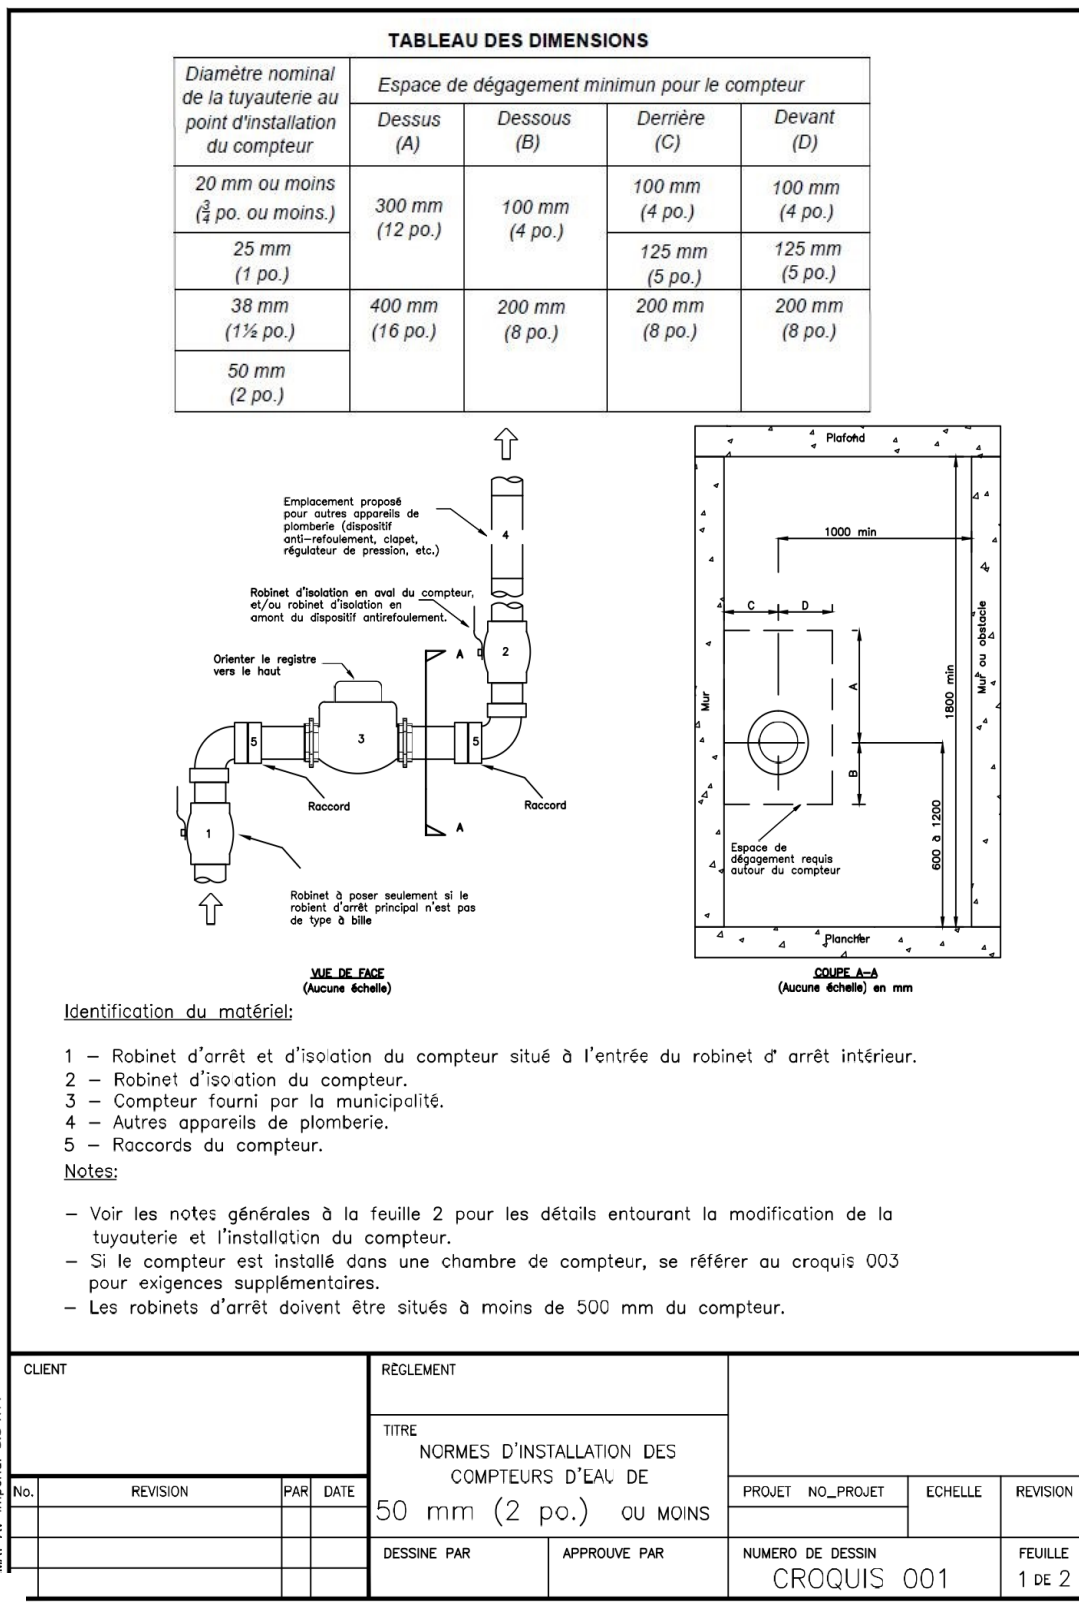 TABLEAU DES DIMENSIONS
Diamètre nominal
de la tuyauterie au
point d'installation
du compteur
Espace de dégagement minimun pour le compteur
Dessus
(A)
Dessous
(B)
Derrière
(C)
Devant
(D)
20 mm ou moins
(3/4 po. ou moins.)
300 mm
(12 po.)
100 mm
(4 po.)
100 mm
(4 po.)
100 mm
(4 po.)
25 mm
(1 po.)
125 mm
(5 po.)
125 mm
(5 po.)
38 mm
(1½ po.)
400 mm
(16 po.)
200 mm
(8 po.)
200 mm
(8 po.)
200 mm
(8 po.)
50 mm
(2 po.)
Emplacement proposé
pour autres appareils de
plomberie (dispositif
anti-refoulement, clapet,
régulateur de pression, etc.)
4
Robinet d'isolation en aval du compteur,
et/ou robinet d'isolation en
amont du dispositif antirefoulement.
2
Orienter le registre
vers le haut
A
5
3
5
Raccord
Raccord
A
1
Robinet à poser seulement si le
robient d'arrêt principal n'est pas
de type à bille
VUE DE FACE
(Aucune échelle)
Plafond
1000 min
C
D
Mur
A
B
1800 min
Mur ou obstacle
600 à 1200
Espace de
dégagement requis
autour du compteur
Plancher
COUPE A-A
(Aucune échelle) en mm
Identification du matériel:
1 – Robinet d'arrêt et d'isolation du compteur situé à l'entrée du robinet d' arrêt intérieur.
2 – Robinet d'isolation du compteur.
3 – Compteur fourni par la municipalité.
4 – Autres appareils de plomberie.
5 – Raccords du compteur.
Notes:
– Voir les notes générales à la feuille 2 pour les détails entourant la modification de la
tuyauterie et l'installation du compteur.
– Si le compteur est installé dans une chambre de compteur, se référer au croquis 003
pour exigences supplémentaires.
– Les robinets d'arrêt doivent être situés à moins de 500 mm du compteur.
CLIENT
RÈGLEMENT
TITRE
NORMES D'INSTALLATION DES
COMPTEURS D'EAU DE
50 mm (2 po.) OU MOINS
No.
REVISION
PAR
DATE
PROJET NO_PROJET
ECHELLE
REVISION
DESSINE PAR
APPROUVE PAR
NUMERO DE DESSIN
CROQUIS 001
FEUILLE
1 DE 2